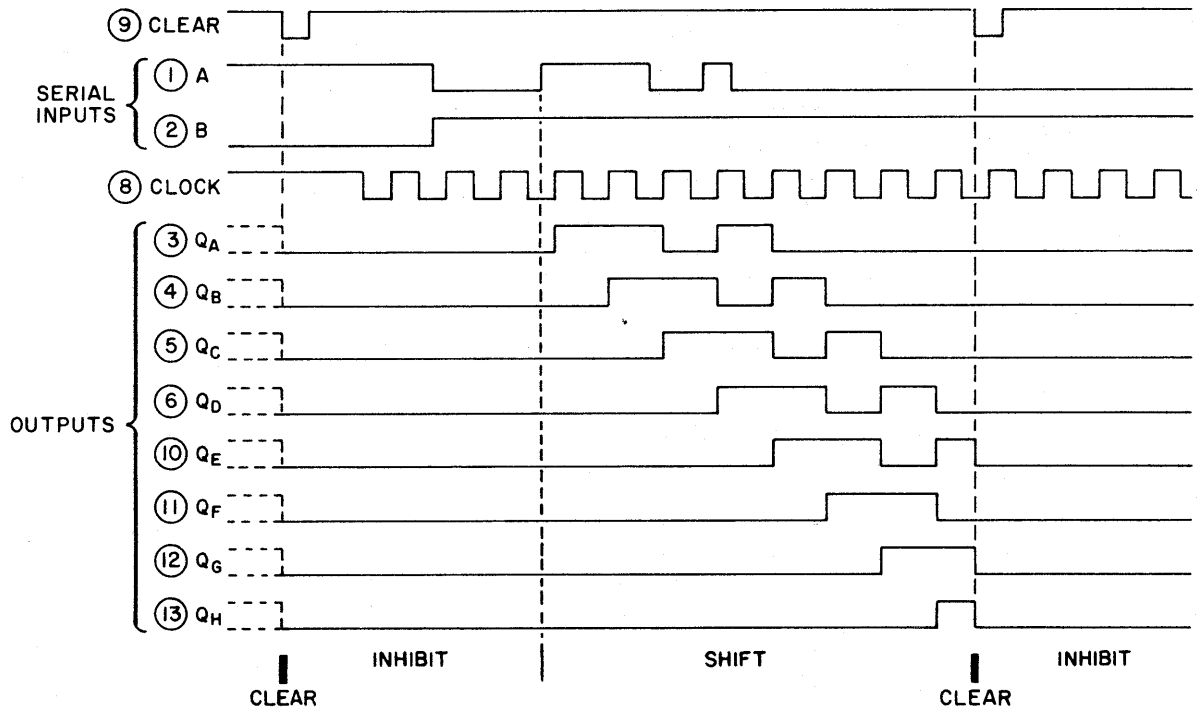 9 CLEAR
SERIAL INPUTS
1 A
2 B
8 CLOCK
OUTPUTS
3 QA
4 QB
5 QC
6 QD
10 QE
11 QF
12 QG
13 QH
INHIBIT SHIFT INHIBIT
CLEAR CLEAR